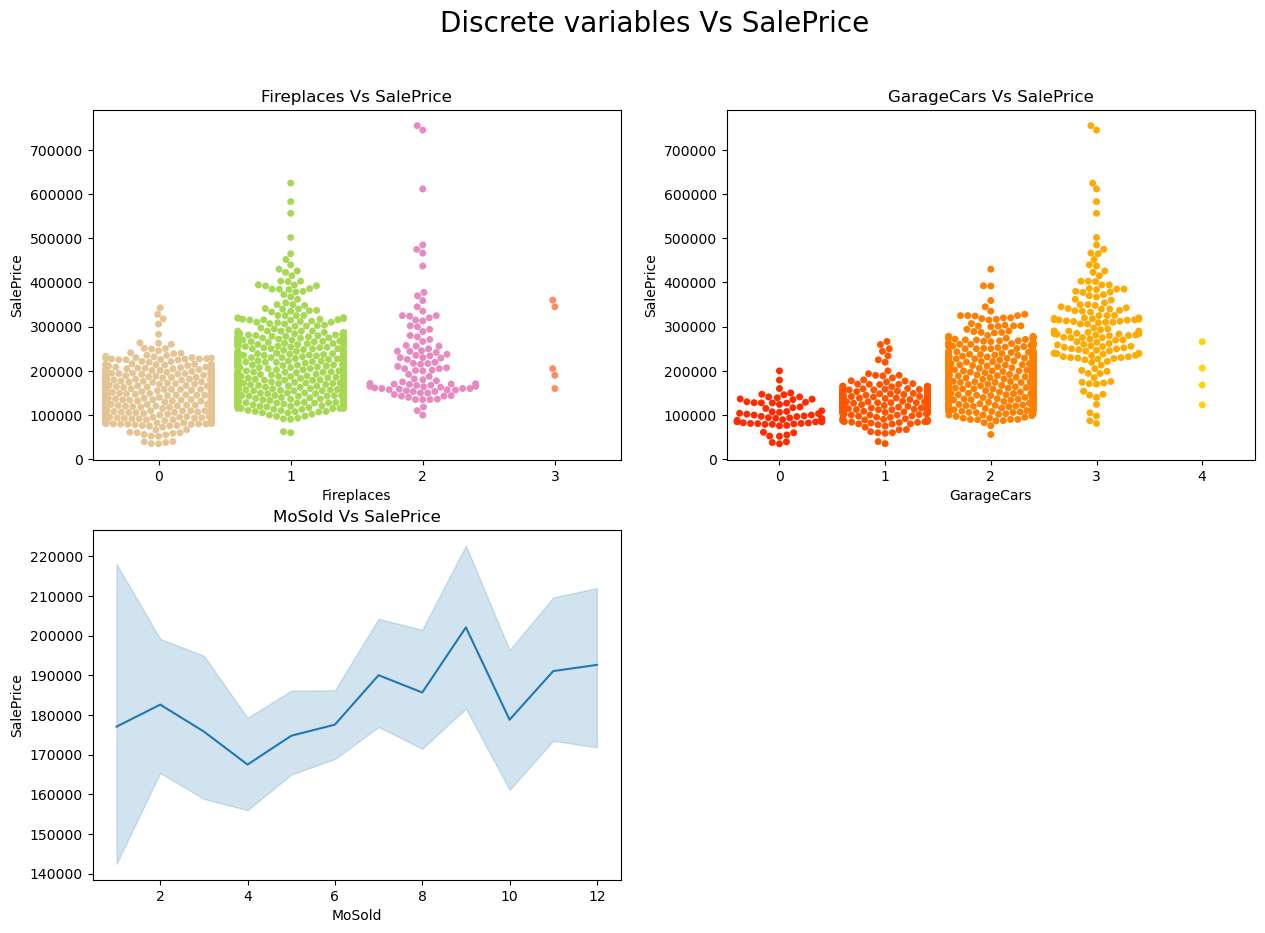 Discrete variables Vs SalePrice
Fireplaces Vs SalePrice
SalePrice
700000
600000
500000
400000
300000
200000
100000
0
0 1 2 3
Fireplaces
GarageCars Vs SalePrice
SalePrice
700000
600000
500000
400000
300000
200000
100000
0
0 1 2 3 4
GarageCars
MoSold Vs SalePrice
SalePrice
220000
210000
200000
190000
180000
170000
160000
150000
140000
2 4 6 8 10 12
MoSold